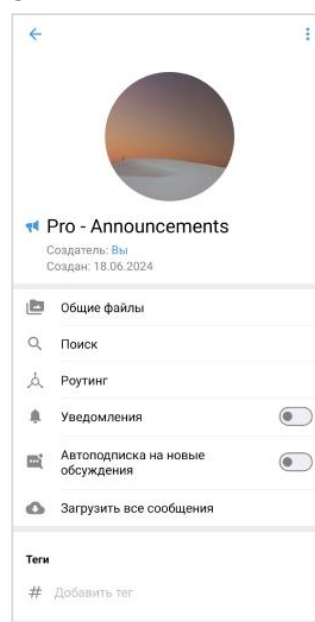 Pro - Announcements
Создатель: Вы
Создан: 18.06.2024
Общие файлы
Поиск
Роутинг
Уведомления
Автоподписка на новые
обсуждения
Загрузить все сообщения
Теги
# Добавить тег